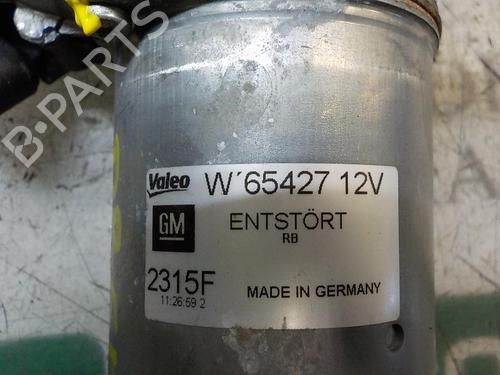 B-PARTS
Valeo W´65427 12V
GM ENTSTÖRT
RB
2315F
11:26:59 2
MADE IN GERMANY